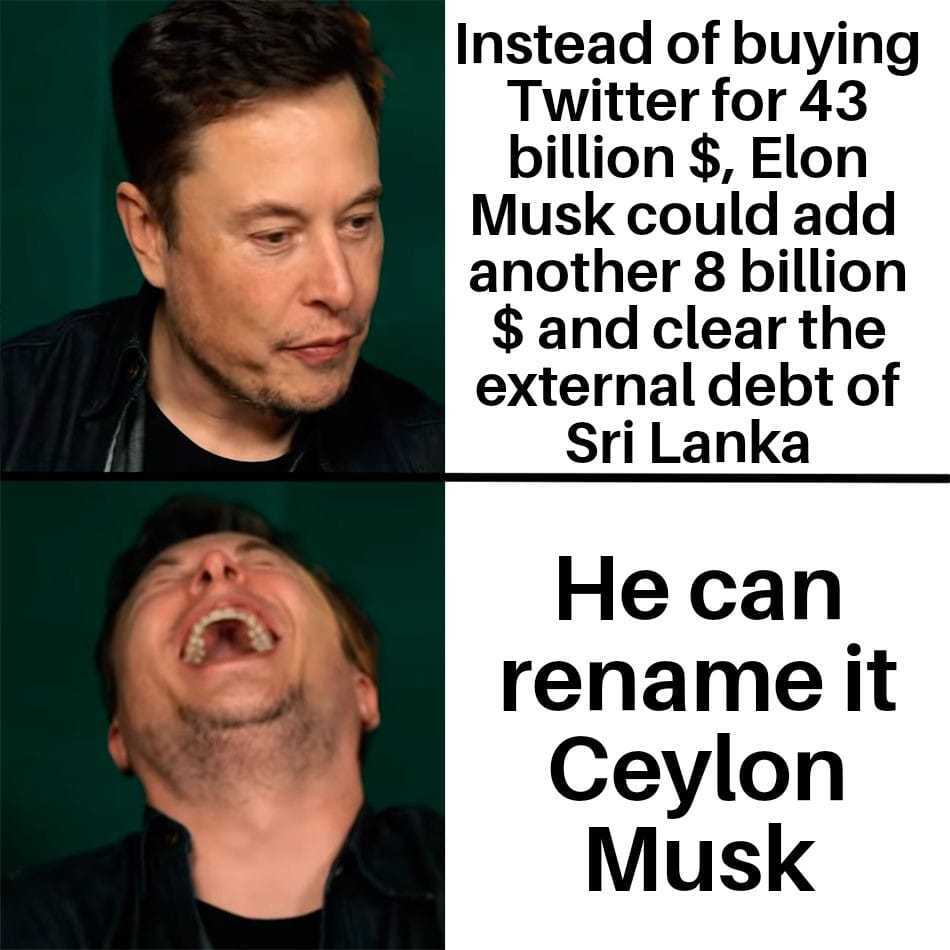 Instead of buying
Twitter for 43
billion $, Elon
Musk could add
another 8 billion
$ and clear the
external debt of
Sri Lanka
He can
rename it
Ceylon
Musk